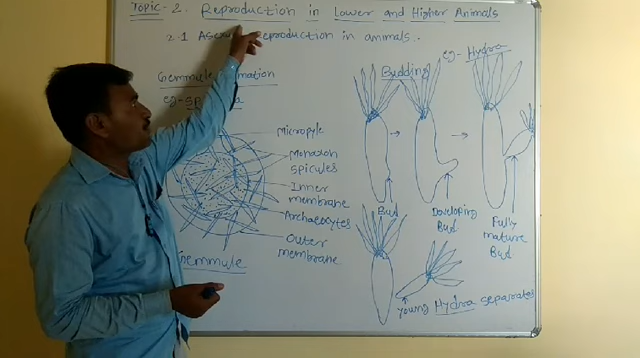 Topic-2. Reproduction in Lower and Higher Animals
2.1 Asexual reproduction in animals.-
Gemmule formation
eg-
Micropyle
Monaxon
spicules
Inner
membrane
Archaeocytes
Outer
membrane
Gemmule
Budding
eg- Hydra
Bud
Developing
Bud
Fully
mature
Bud
Young Hydra separates